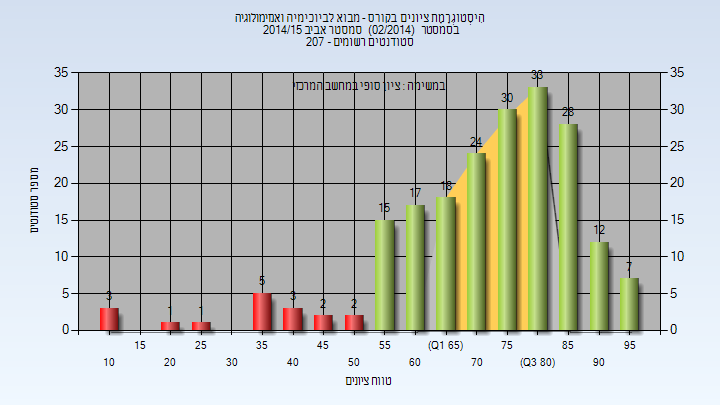 היסטוגרמת ציונים בקורס - מבוא לביוכימיה ואנזימולוגיה
בסמסטר (02/2014) סמסטר אביב 2014/15
סטודנטים רשומים - 207
במשימה : ציון סופי במחשב המרכזי
מספר סטודנטים
35 30 25 20 15 10 5 0
35 30 25 20 15 10 5 0
3 1 1 5 3 2 2 15 17 18 24 30 33 28 12 7
15 25 35 45 55 (Q1 65) 75 85 95
10 20 30 40 50 60 70 (Q3 80) 90
טווח ציונים